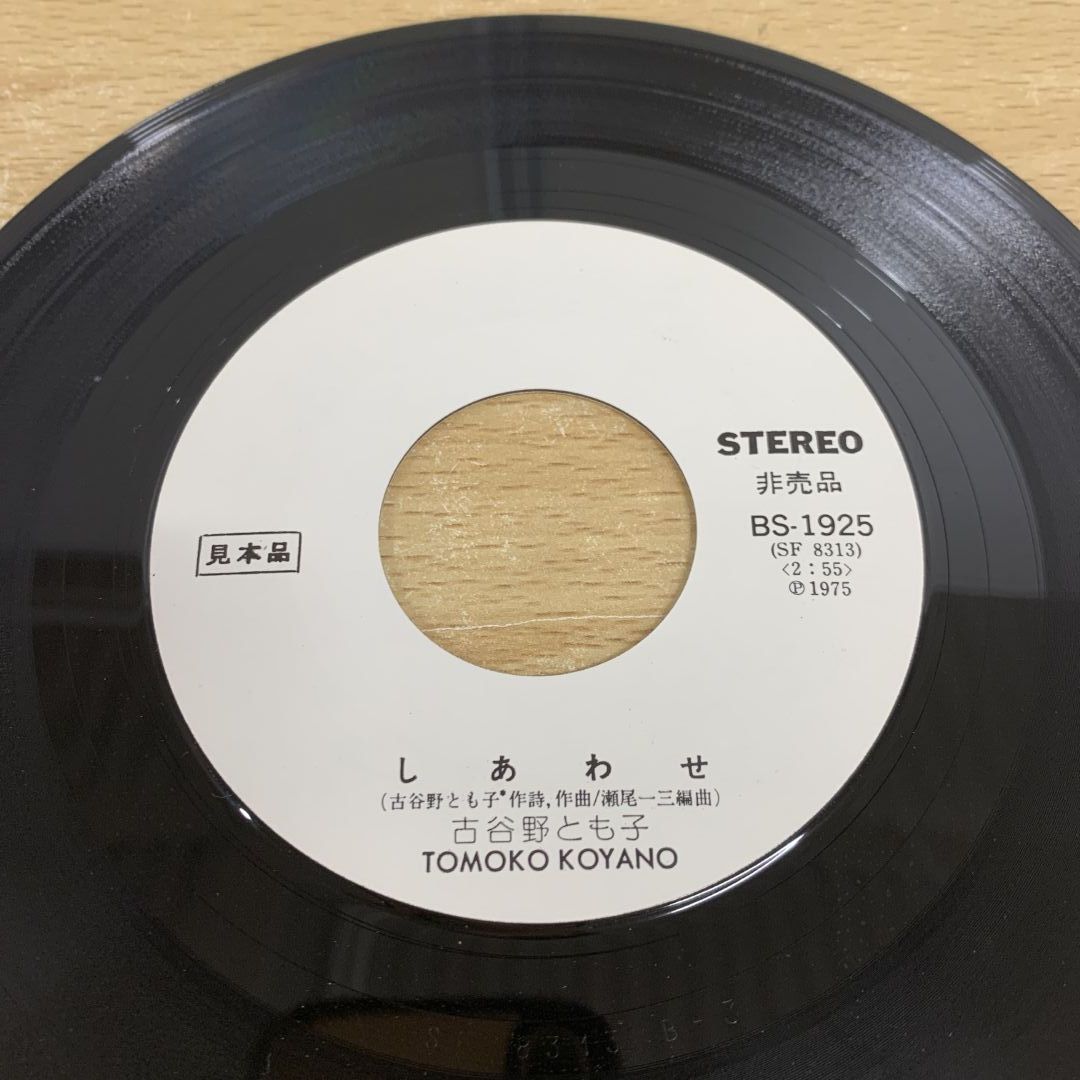 STEREO
非売品
BS-1925
(SF 8313)
<2:55>
℗1975
見本品
しあわせ
(古谷野とも子*作詩,作曲/瀬尾一三編曲)
古谷野とも子
TOMOKO KOYANO